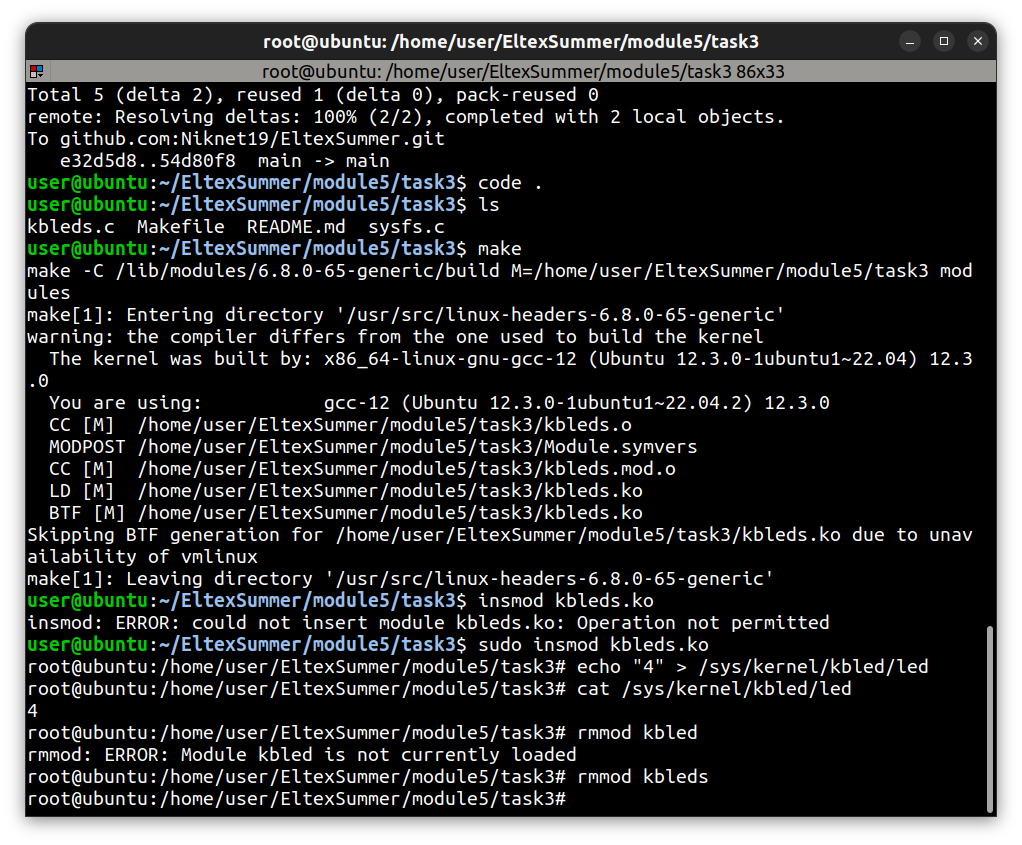 root@ubuntu: /home/user/EltexSummer/module5/task3
root@ubuntu: /home/user/EltexSummer/module5/task3 86x33
Total 5 (delta 2), reused 1 (delta 0), pack-reused 0
remote: Resolving deltas: 100% (2/2), completed with 2 local objects.
To github.com:Niknet19/EltexSummer.git
   e32d5d8..54d80f8  main -> main
user@ubuntu:~/EltexSummer/module5/task3$ code .
user@ubuntu:~/EltexSummer/module5/task3$ ls
kbleds.c  Makefile  README.md  sysfs.c
user@ubuntu:~/EltexSummer/module5/task3$ make
make -C /lib/modules/6.8.0-65-generic/build M=/home/user/EltexSummer/module5/task3 mod
ules
make[1]: Entering directory '/usr/src/linux-headers-6.8.0-65-generic'
warning: the compiler differs from the one used to build the kernel
  The kernel was built by: x86_64-linux-gnu-gcc-12 (Ubuntu 12.3.0-1ubuntu1~22.04) 12.3
.0
  You are using:           gcc-12 (Ubuntu 12.3.0-1ubuntu1~22.04.2) 12.3.0
  CC [M]  /home/user/EltexSummer/module5/task3/kbleds.o
  MODPOST /home/user/EltexSummer/module5/task3/Module.symvers
  CC [M]  /home/user/EltexSummer/module5/task3/kbleds.mod.o
  LD [M]  /home/user/EltexSummer/module5/task3/kbleds.ko
  BTF [M] /home/user/EltexSummer/module5/task3/kbleds.ko
Skipping BTF generation for /home/user/EltexSummer/module5/task3/kbleds.ko due to unav
ailability of vmlinux
make[1]: Leaving directory '/usr/src/linux-headers-6.8.0-65-generic'
user@ubuntu:~/EltexSummer/module5/task3$ insmod kbleds.ko
insmod: ERROR: could not insert module kbleds.ko: Operation not permitted
user@ubuntu:~/EltexSummer/module5/task3$ sudo insmod kbleds.ko
root@ubuntu:/home/user/EltexSummer/module5/task3# echo "4" > /sys/kernel/kbled/led
root@ubuntu:/home/user/EltexSummer/module5/task3# cat /sys/kernel/kbled/led
4
root@ubuntu:/home/user/EltexSummer/module5/task3# rmmod kbled
rmmod: ERROR: Module kbled is not currently loaded
root@ubuntu:/home/user/EltexSummer/module5/task3# rmmod kbleds
root@ubuntu:/home/user/EltexSummer/module5/task3#